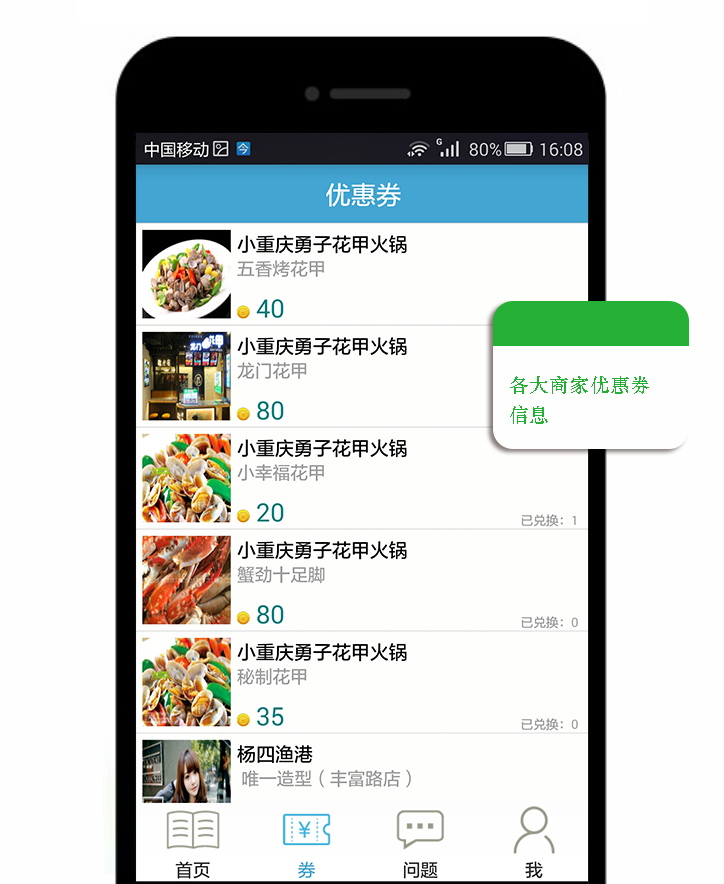 中国移动
80%
16:08
优惠券
小重庆勇子花甲火锅
五香烤花甲
40
小重庆勇子花甲火锅
龙门花甲
80
各大商家优惠券
信息
小重庆勇子花甲火锅
小幸福花甲
20
已兑换：1
小重庆勇子花甲火锅
蟹劲十足脚
80
已兑换：0
小重庆勇子花甲火锅
秘制花甲
35
已兑换：0
杨四渔港
唯一造型（丰富路店）
首页
券
问题
我